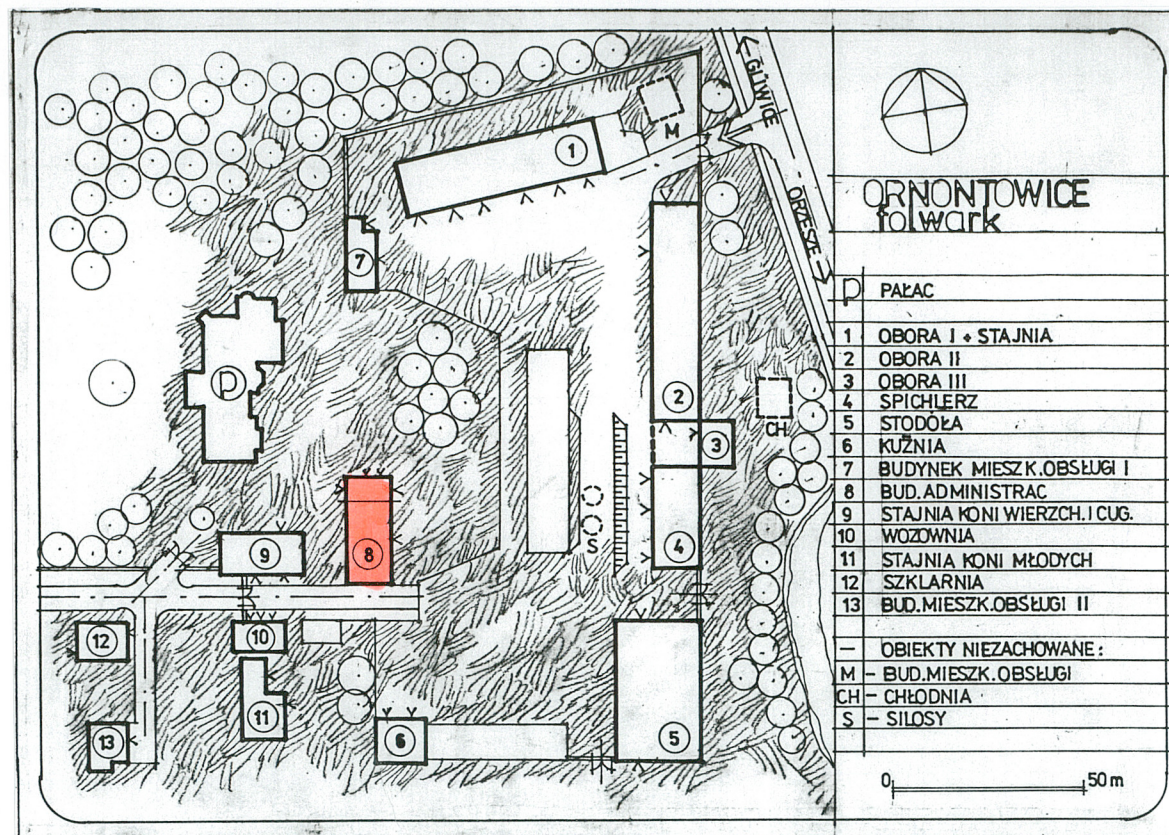 GLIWICE - ORZESZE
M
1
7
P
2
CH
3
S
4
8
9
12
10
11
13
6
5
ORNONTOWICE
folwark
P PAŁAC
1 OBORA I + STAJNIA
2 OBORA II
3 OBORA III
4 SPICHLERZ
5 STODÓŁA
6 KUŹNIA
7 BUDYNEK MIESZK.OBSŁUGI I
8 BUD.ADMINISTRAC
9 STAJNIA KONI WIERZCH. I CUG.
10 WOZOWNIA
11 STAJNIA KONI MŁODYCH
12 SZKLARNIA
13 BUD.MIESZK.OBSŁUGI II
— OBIEKTY NIEZACHOWANE:
M - BUD.MIESZK.OBSŁUGI
CH - CHŁODNIA
S - SILOSY
0 50 m